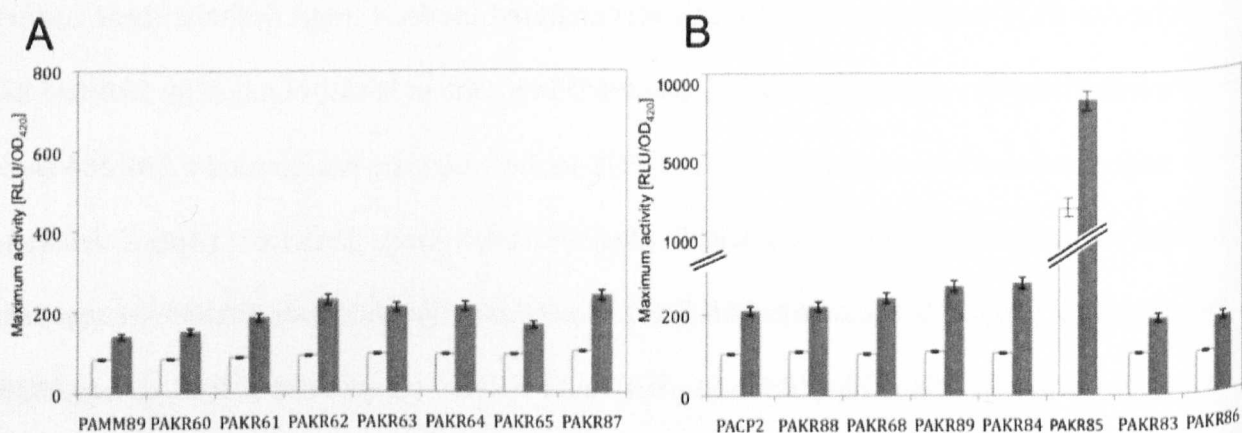 A
B
Maximum activity [RLU/OD420]
800
600
400
200
0
PAMM89 PAKR60 PAKR61 PAKR62 PAKR63 PAKR64 PAKR65 PAKR87
Maximum activity [RLU/OD420]
10000
5000
1000
200
0
PACP2 PAKR88 PAKR68 PAKR89 PAKR84 PAKR85 PAKR83 PAKR86